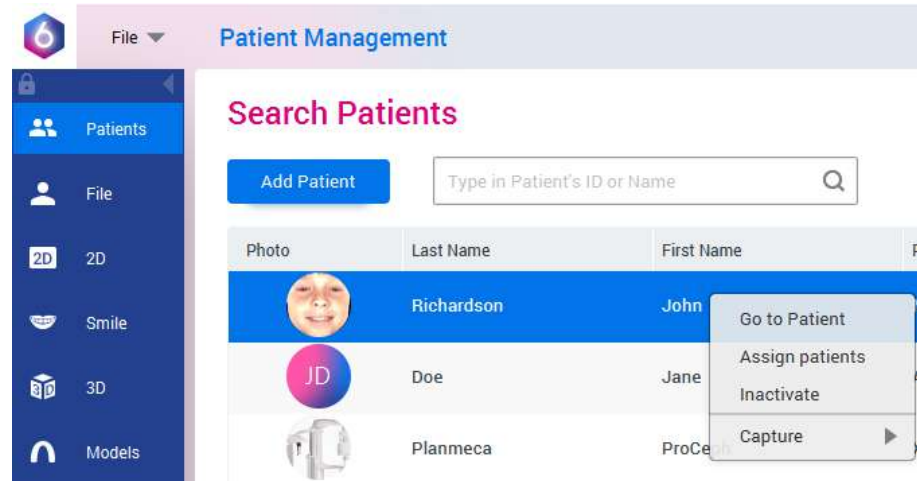 6 File Patient Management
Patients
Search Patients
Add Patient Type in Patient's ID or Name
File
Photo Last Name First Name
2D 2D
Richardson John
Go to Patient
Smile
Assign patients
JD Doe Jane
3D 3D
Inactivate
Capture
Planmeca
Models